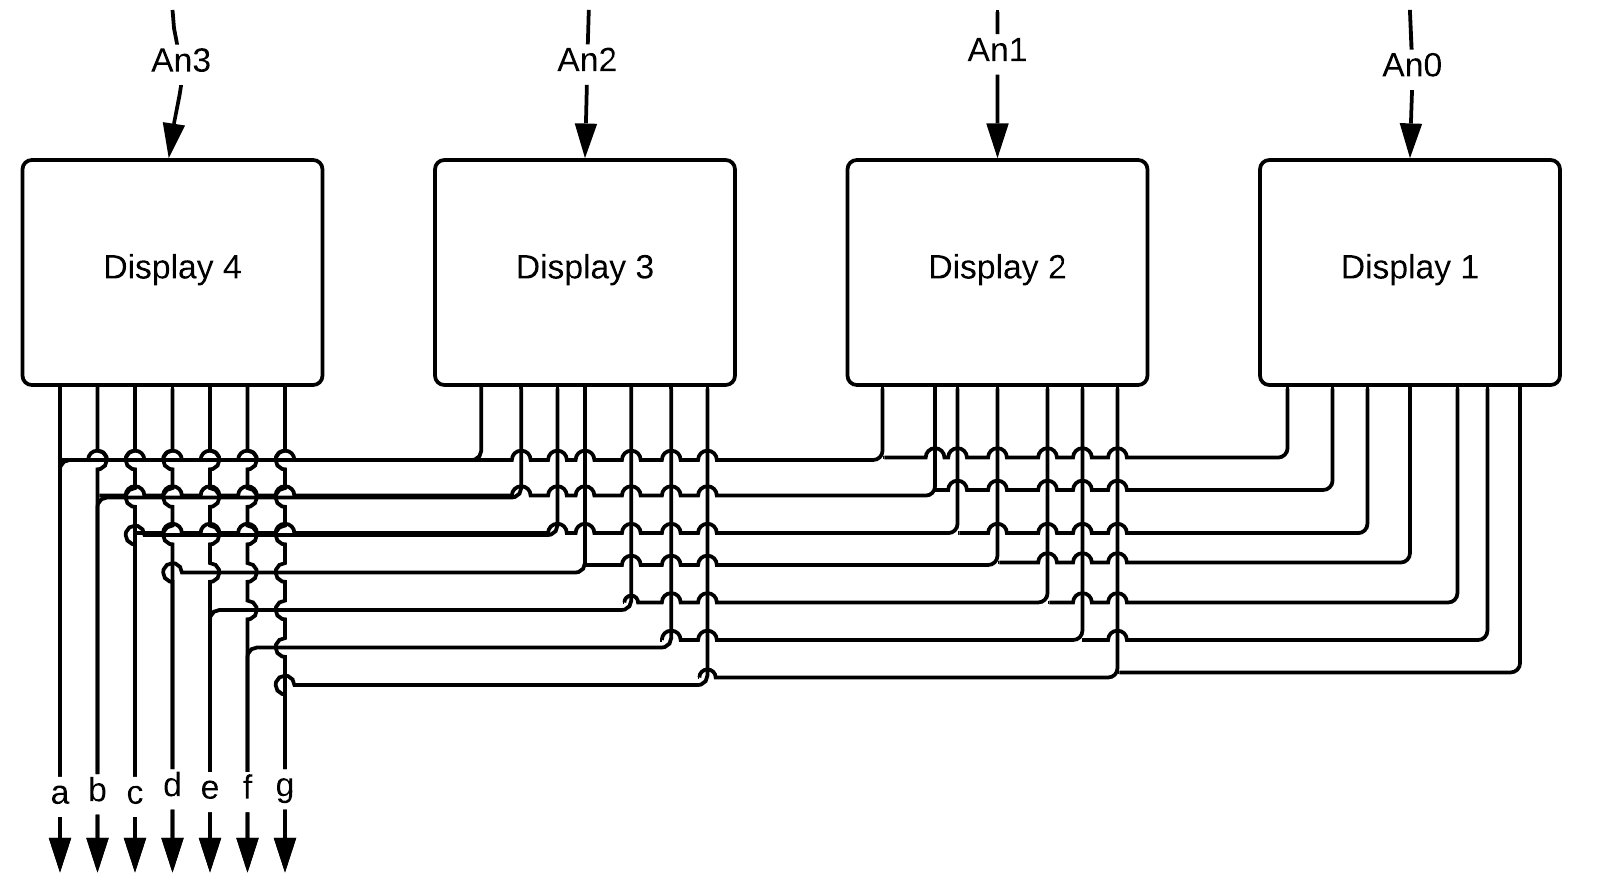 An3
An2
An1
An0
Display 4
Display 3
Display 2
Display 1
a
b
c
d
e
f
g